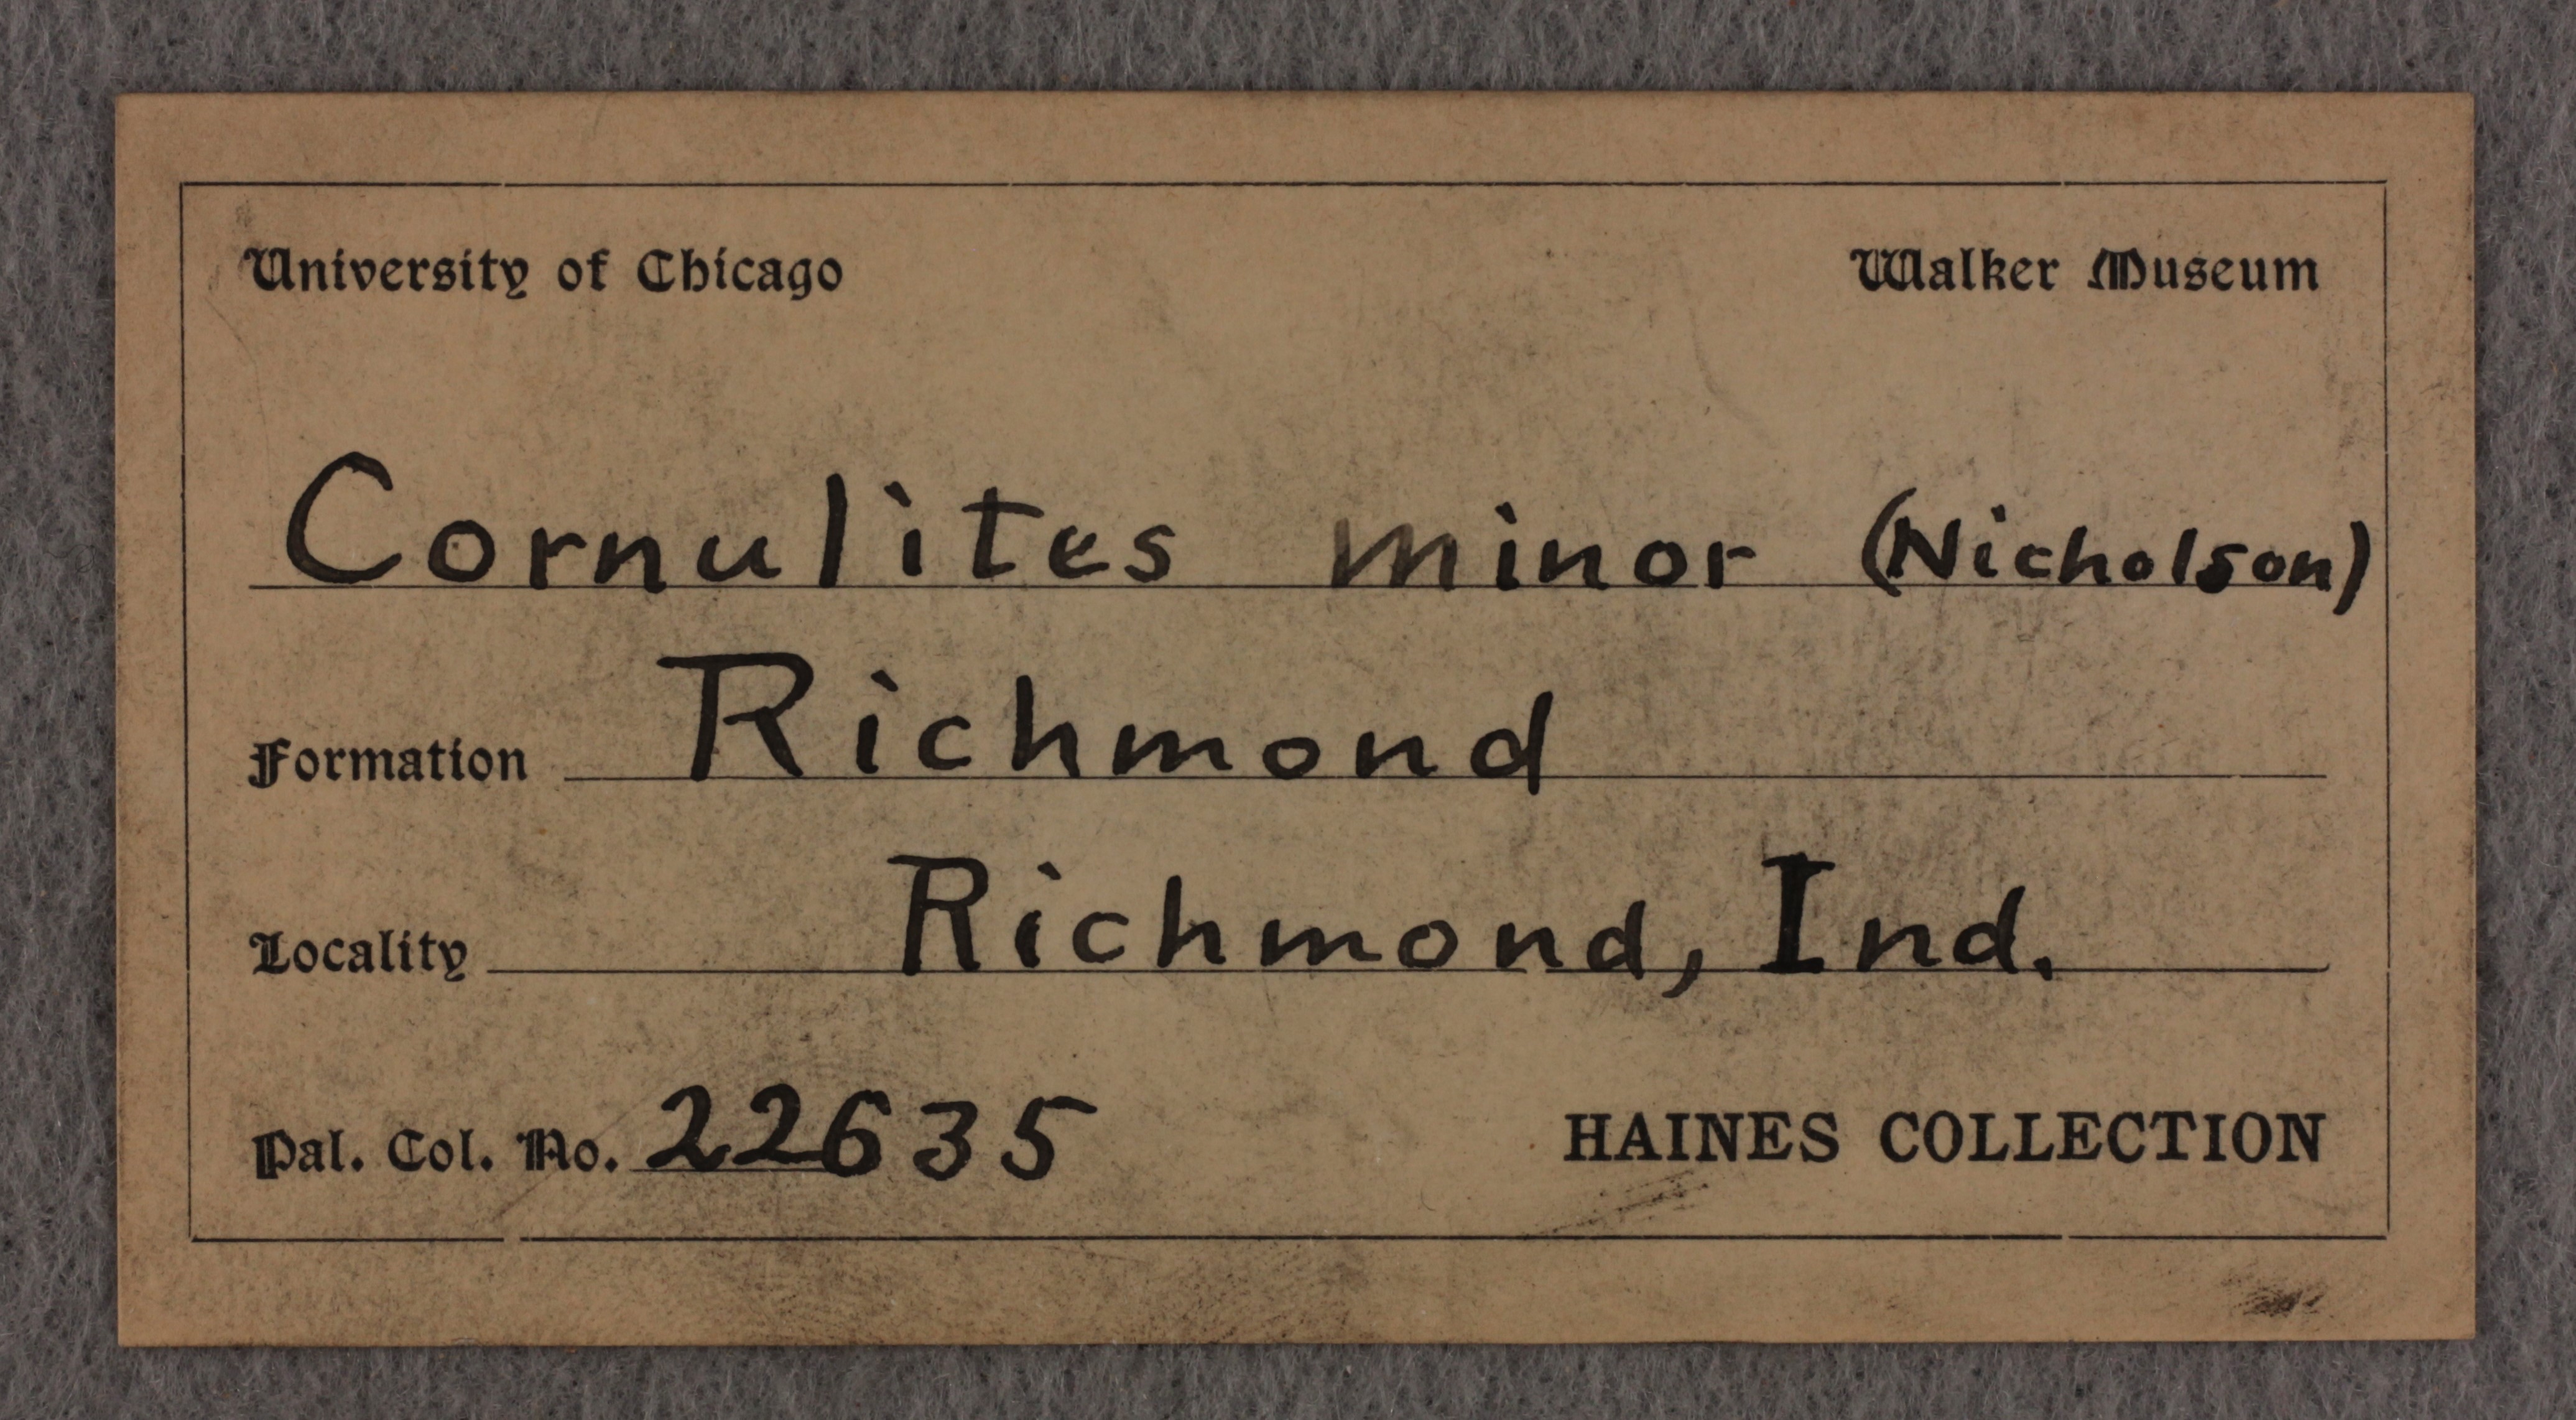 University of Chicago Walker Museum
Cornulites minor (Nicholson)
Formation Richmond
Locality Richmond, Ind.
Pal. Col. No. 22635 HAINES COLLECTION